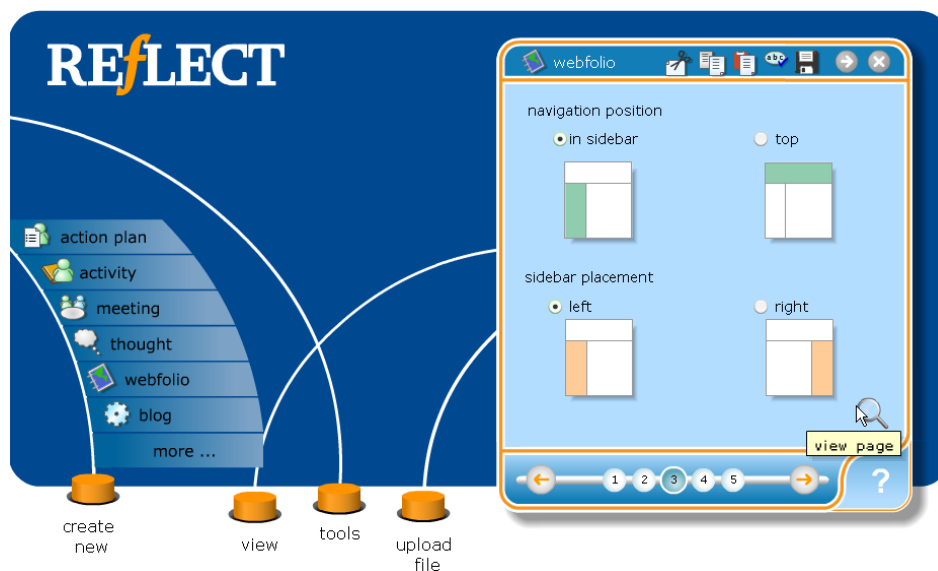 REfLECT
action plan
activity
meeting
thought
webfolio
blog
more ...
create
new
view
tools
upload
file
webfolio
abc
navigation position
in sidebar
top
sidebar placement
left
right
view page
1 2 3 4 5
?